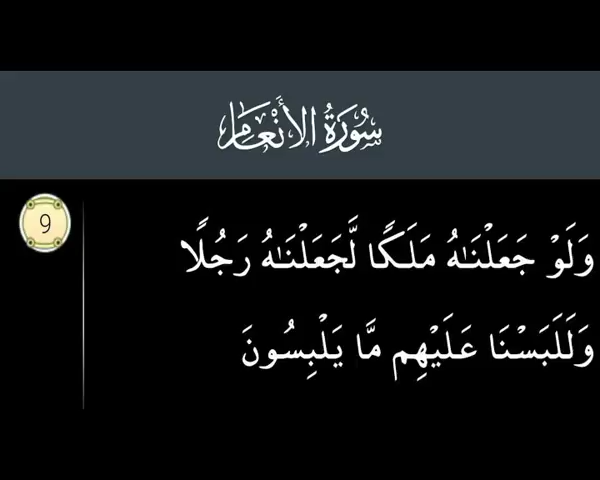 سُورَةُ الأَنْعَام
9
وَلَوْ جَعَلْنَٰهُ مَلَكًا لَّجَعَلْنَٰهُ رَجُلًا
وَلَلَبَسْنَا عَلَيْهِم مَّا يَلْبِسُونَ